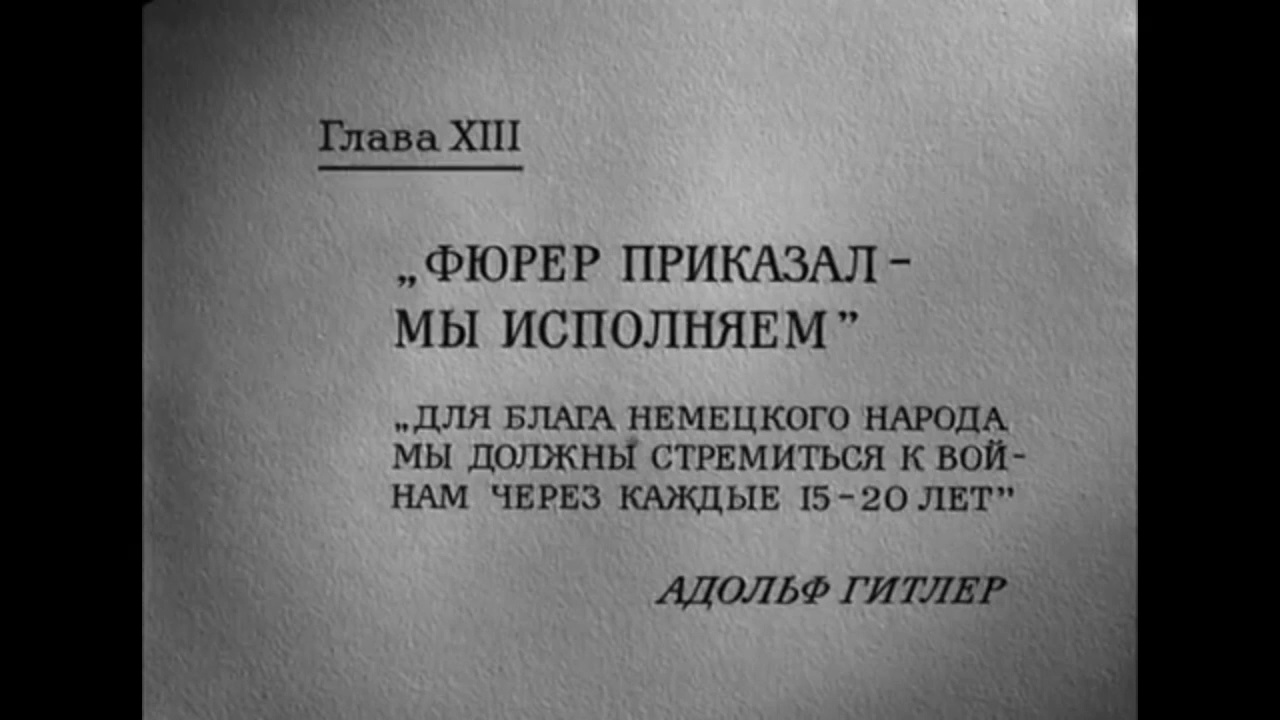 Глава XIII
„ФЮРЕР ПРИКАЗАЛ –
МЫ ИСПОЛНЯЕМ”
„ДЛЯ БЛАГА НЕМЕЦКОГО НАРОДА
МЫ ДОЛЖНЫ СТРЕМИТЬСЯ К ВОЙ-
НАМ ЧЕРЕЗ КАЖДЫЕ 15–20 ЛЕТ”
АДОЛЬФ ГИТЛЕР